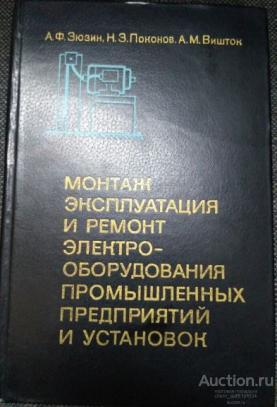 А.Ф.Зюзин, Н.З.Поконов, А.М.Вишток
МОНТАЖ
ЭКСПЛУАТАЦИЯ
И РЕМОНТ
ЭЛЕКТРО-
ОБОРУДОВАНИЯ
ПРОМЫШЛЕННЫХ
ПРЕДПРИЯТИЙ
И УСТАНОВОК
Auction.ru